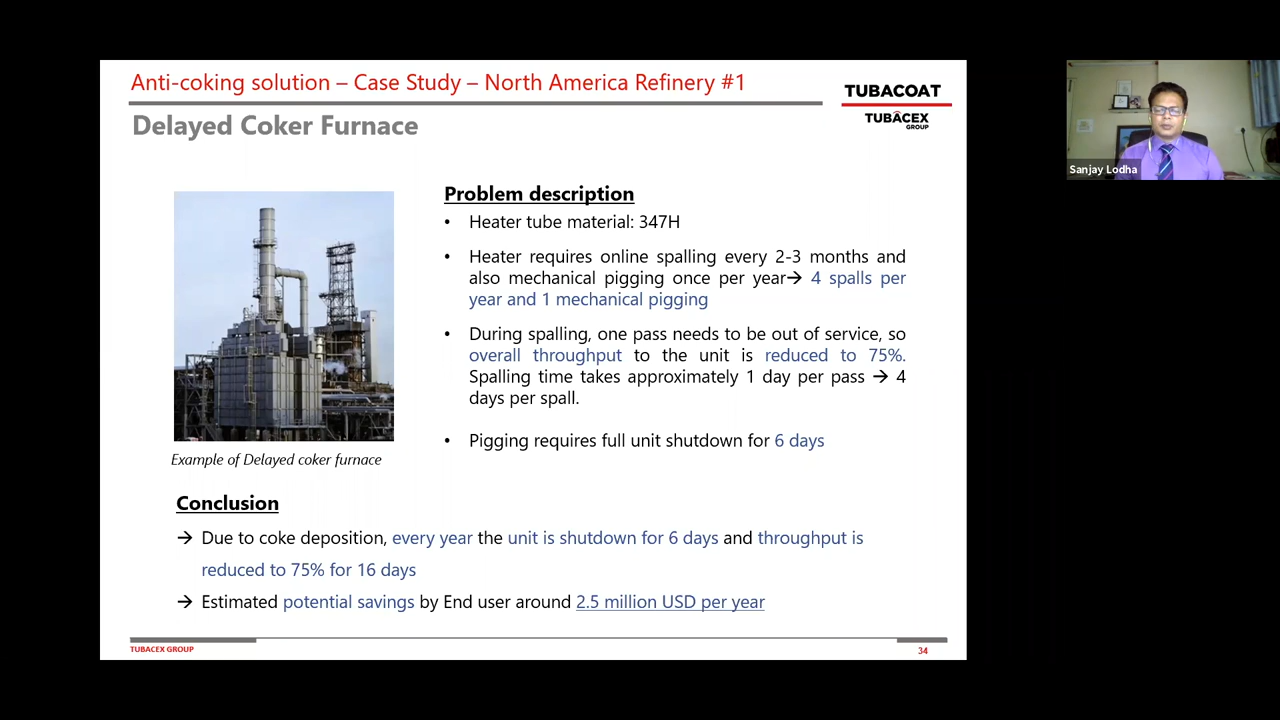 Anti-coking solution – Case Study – North America Refinery #1
TUBACOAT
TUBÂCEX
GROUP
Delayed Coker Furnace
Sanjay Lodha
Problem description
• Heater tube material: 347H
• Heater requires online spalling every 2-3 months and
also mechanical pigging once per year→ 4 spalls per
year and 1 mechanical pigging
• During spalling, one pass needs to be out of service, so
overall throughput to the unit is reduced to 75%.
Spalling time takes approximately 1 day per pass → 4
days per spall.
• Pigging requires full unit shutdown for 6 days
Example of Delayed coker furnace
Conclusion
→ Due to coke deposition, every year the unit is shutdown for 6 days and throughput is
reduced to 75% for 16 days
→ Estimated potential savings by End user around 2.5 million USD per year
TUBACEX GROUP
34